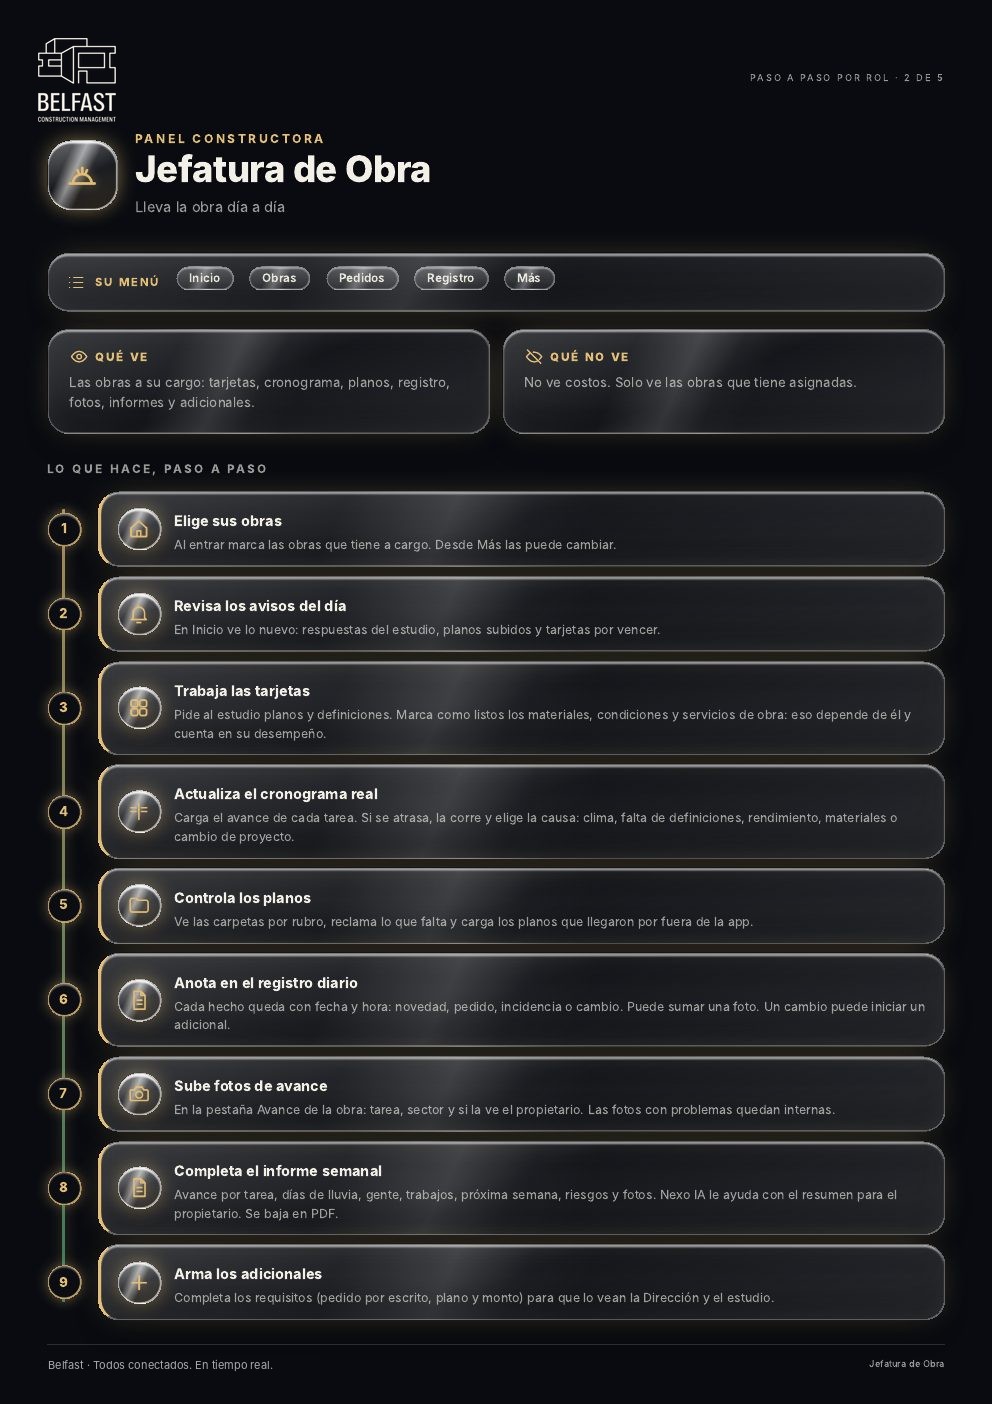 BELFAST
CONSTRUCTION MANAGEMENT
PASO A PASO POR ROL · 2 DE 5
PANEL CONSTRUCTORA
Jefatura de Obra
Lleva la obra día a día
SU MENÚ
Inicio
Obras
Pedidos
Registro
Más
QUÉ VE
Las obras a su cargo: tarjetas, cronograma, planos, registro,
fotos, informes y adicionales.
QUÉ NO VE
No ve costos. Solo ve las obras que tiene asignadas.
LO QUE HACE, PASO A PASO
1
Elige sus obras
Al entrar marca las obras que tiene a cargo. Desde Más las puede cambiar.
2
Revisa los avisos del día
En Inicio ve lo nuevo: respuestas del estudio, planos subidos y tarjetas por vencer.
3
Trabaja las tarjetas
Pide al estudio planos y definiciones. Marca como listos los materiales, condiciones y servicios de obra: eso depende de él y
cuenta en su desempeño.
4
Actualiza el cronograma real
Carga el avance de cada tarea. Si se atrasa, la corre y elige la causa: clima, falta de definiciones, rendimiento, materiales o
cambio de proyecto.
5
Controla los planos
Ve las carpetas por rubro, reclama lo que falta y carga los planos que llegaron por fuera de la app.
6
Anota en el registro diario
Cada hecho queda con fecha y hora: novedad, pedido, incidencia o cambio. Puede sumar una foto. Un cambio puede iniciar un
adicional.
7
Sube fotos de avance
En la pestaña Avance de la obra: tarea, sector y si la ve el propietario. Las fotos con problemas quedan internas.
8
Completa el informe semanal
Avance por tarea, días de lluvia, gente, trabajos, próxima semana, riesgos y fotos. Nexo IA le ayuda con el resumen para el
propietario. Se baja en PDF.
9
Arma los adicionales
Completa los requisitos (pedido por escrito, plano y monto) para que lo vean la Dirección y el estudio.
Belfast · Todos conectados. En tiempo real.
Jefatura de Obra